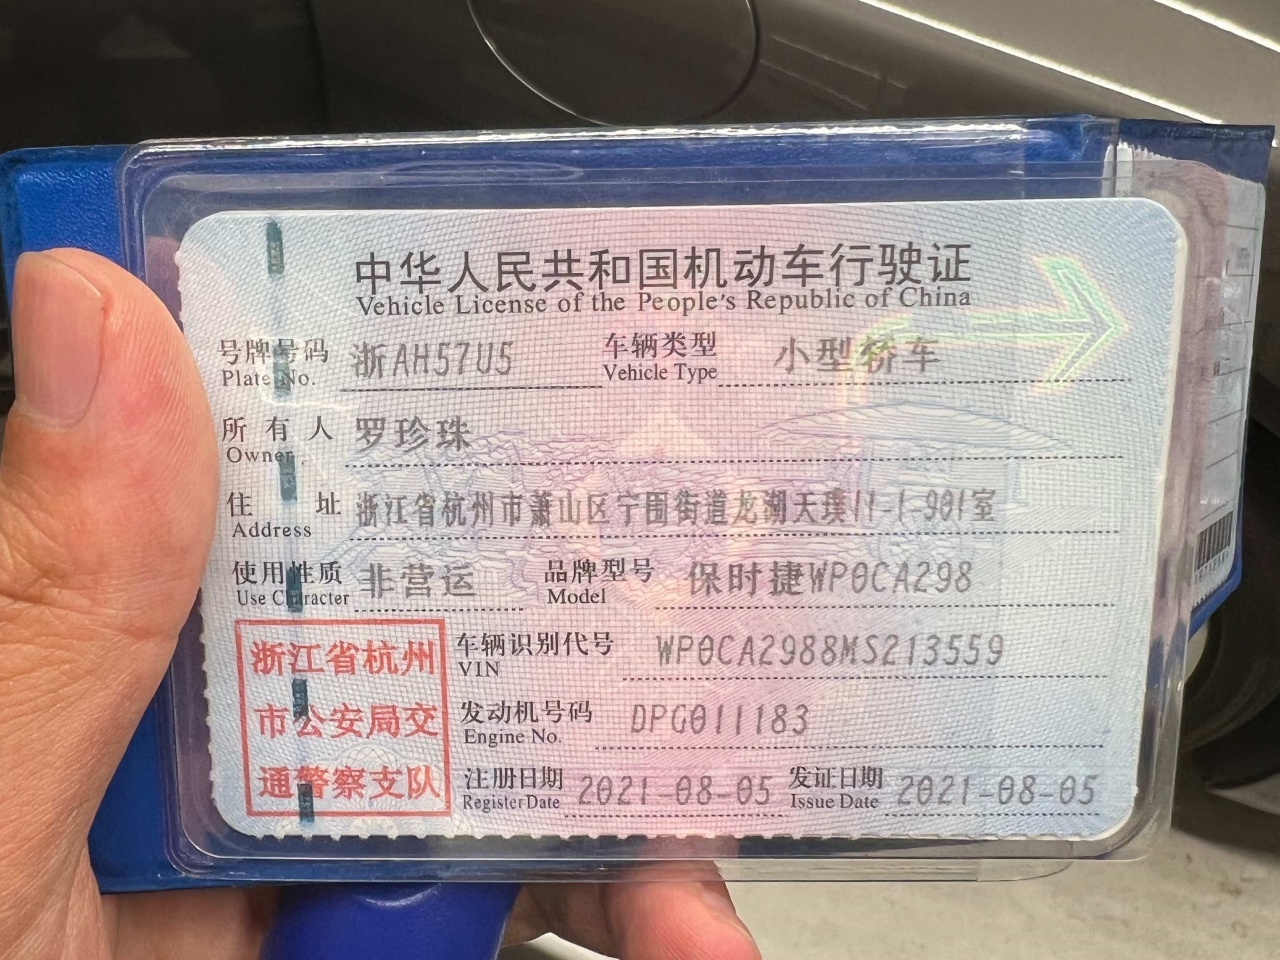 中华人民共和国机动车行驶证
Vehicle License of the People's Republic of China
号牌号码 浙AH57U5 车辆类型 小型轿车
Plate No. Vehicle Type
所有人 罗珍珠
Owner
住址 浙江省杭州市萧山区宁围街道龙湖天璞11-1-901室
Address
使用性质 非营运 品牌型号 保时捷WP0CA298
Use Character Model
浙江省杭州 车辆识别代号 WP0CA2988MS213559
VIN
市公安局交 发动机号码 DPG011183
Engine No.
通警察支队 注册日期 2021-08-05 发证日期 2021-08-05
Register Date Issue Date